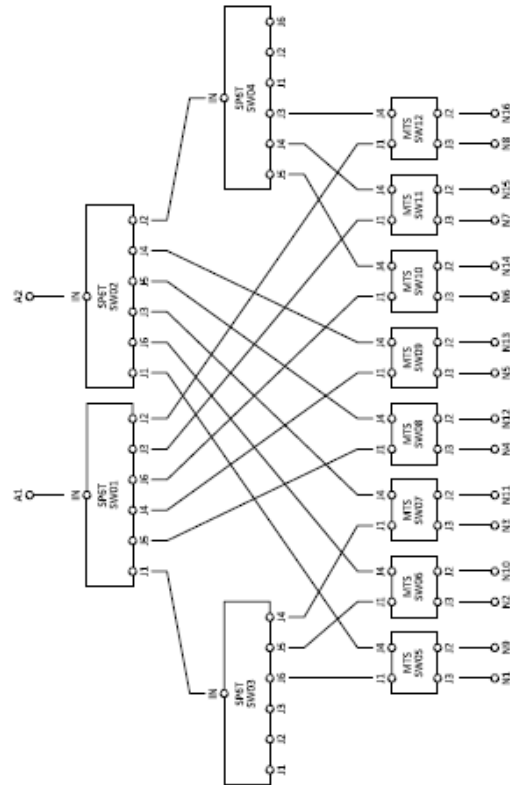 A1 A2
IN IN
SP6T SP6T
SW01 SW02
J1 J5 J4 J6 J3 J2 J1 J6 J3 J5 J4 J2
IN IN
SP6T SP6T
SW03 SW04
J1 J2 J3 J6 J5 J4 J5 J4 J3 J1 J2 J6
J1 J4 J1 J4 J1 J4 J1 J4 J1 J4 J1 J4 J1 J4 J1 J4
MTS MTS MTS MTS MTS MTS MTS MTS
SW05 SW06 SW07 SW08 SW09 SW10 SW11 SW12
J3 J2 J3 J2 J3 J2 J3 J2 J3 J2 J3 J2 J3 J2 J3 J2
N1 N9 N2 N10 N3 N11 N4 N12 N5 N13 N6 N14 N7 N15 N8 N16